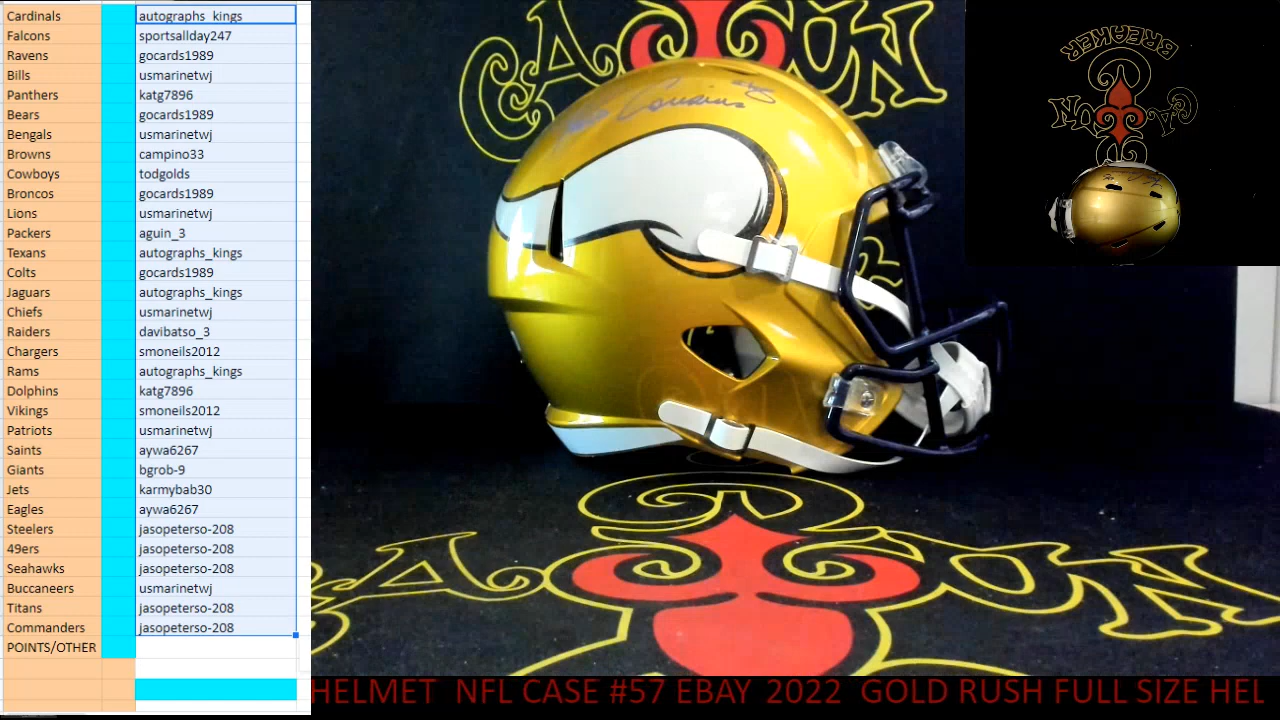 Cardinals autographs_kings
Falcons sportsallday247
Ravens gocards1989
Bills usmarinetwj
Panthers katg7896
Bears gocards1989
Bengals usmarinetwj
Browns campino33
Cowboys todgolds
Broncos gocards1989
Lions usmarinetwj
Packers aguin_3
Texans autographs_kings
Colts gocards1989
Jaguars autographs_kings
Chiefs usmarinetwj
Raiders davibatso_3
Chargers smoneils2012
Rams autographs_kings
Dolphins katg7896
Vikings smoneils2012
Patriots usmarinetwj
Saints aywa6267
Giants bgrob-9
Jets karmybab30
Eagles aywa6267
Steelers jasopeterso-208
49ers jasopeterso-208
Seahawks jasopeterso-208
Buccaneers usmarinetwj
Titans jasopeterso-208
Commanders jasopeterso-208
POINTS/OTHER
CAJON
Cousins
BREAKER
CAJON
CAJON
HELMET NFL CASE #57 EBAY 2022 GOLD RUSH FULL SIZE HEL